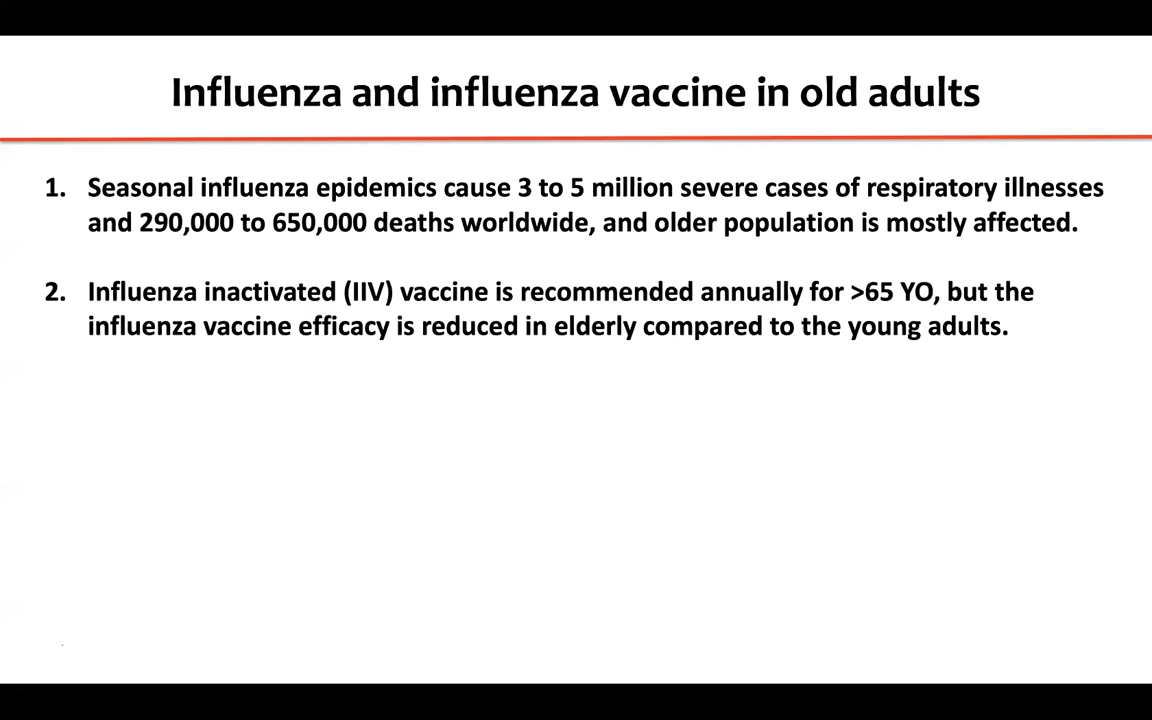 Influenza and influenza vaccine in old adults
1. Seasonal influenza epidemics cause 3 to 5 million severe cases of respiratory illnesses
and 290,000 to 650,000 deaths worldwide, and older population is mostly affected.
2. Influenza inactivated (IIV) vaccine is recommended annually for >65 YO, but the
influenza vaccine efficacy is reduced in elderly compared to the young adults.